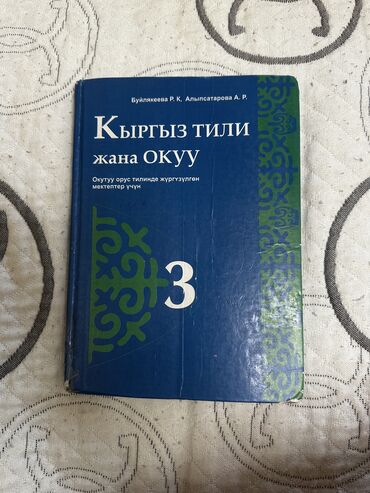 Буйлякеева Р. К, Алыпсатарова А. Р.
Кыргыз тили
жана окуу
Окутуу орус тилинде жүргүзүлгөн
мектептер үчүн
3